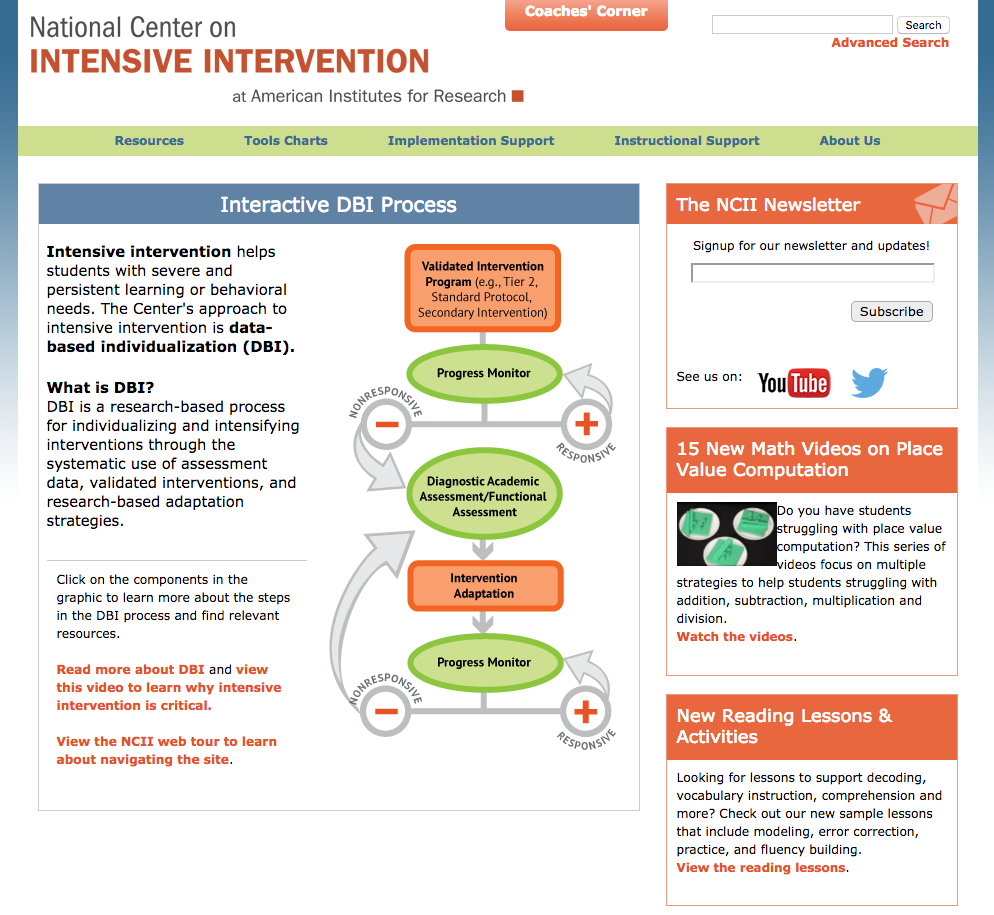 Coaches' Corner
National Center on
INTENSIVE INTERVENTION
at American Institutes for Research
Search
Advanced Search
Resources
Tools Charts
Implementation Support
Instructional Support
About Us
Interactive DBI Process
Intensive intervention helps
students with severe and
persistent learning or behavioral
needs. The Center's approach to
intensive intervention is data-
based individualization (DBI).
What is DBI?
DBI is a research-based process
for individualizing and intensifying
interventions through the
systematic use of assessment
data, validated interventions, and
research-based adaptation
strategies.
Click on the components in the
graphic to learn more about the steps
in the DBI process and find relevant
resources.
Read more about DBI and view
this video to learn why intensive
intervention is critical.
View the NCII web tour to learn
about navigating the site.
Validated Intervention
Program (e.g., Tier 2,
Standard Protocol,
Secondary Intervention)
Progress Monitor
NONRESPONSIVE
RESPONSIVE
Diagnostic Academic
Assessment/Functional
Assessment
Intervention
Adaptation
Progress Monitor
NONRESPONSIVE
RESPONSIVE
The NCII Newsletter
Signup for our newsletter and updates!
Subscribe
See us on:
YouTube
15 New Math Videos on Place
Value Computation
Do you have students
struggling with place value
computation? This series of
videos focus on multiple
strategies to help students struggling with
addition, subtraction, multiplication and
division.
Watch the videos.
New Reading Lessons &
Activities
Looking for lessons to support decoding,
vocabulary instruction, comprehension and
more? Check out our new sample lessons
that include modeling, error correction,
practice, and fluency building.
View the reading lessons.